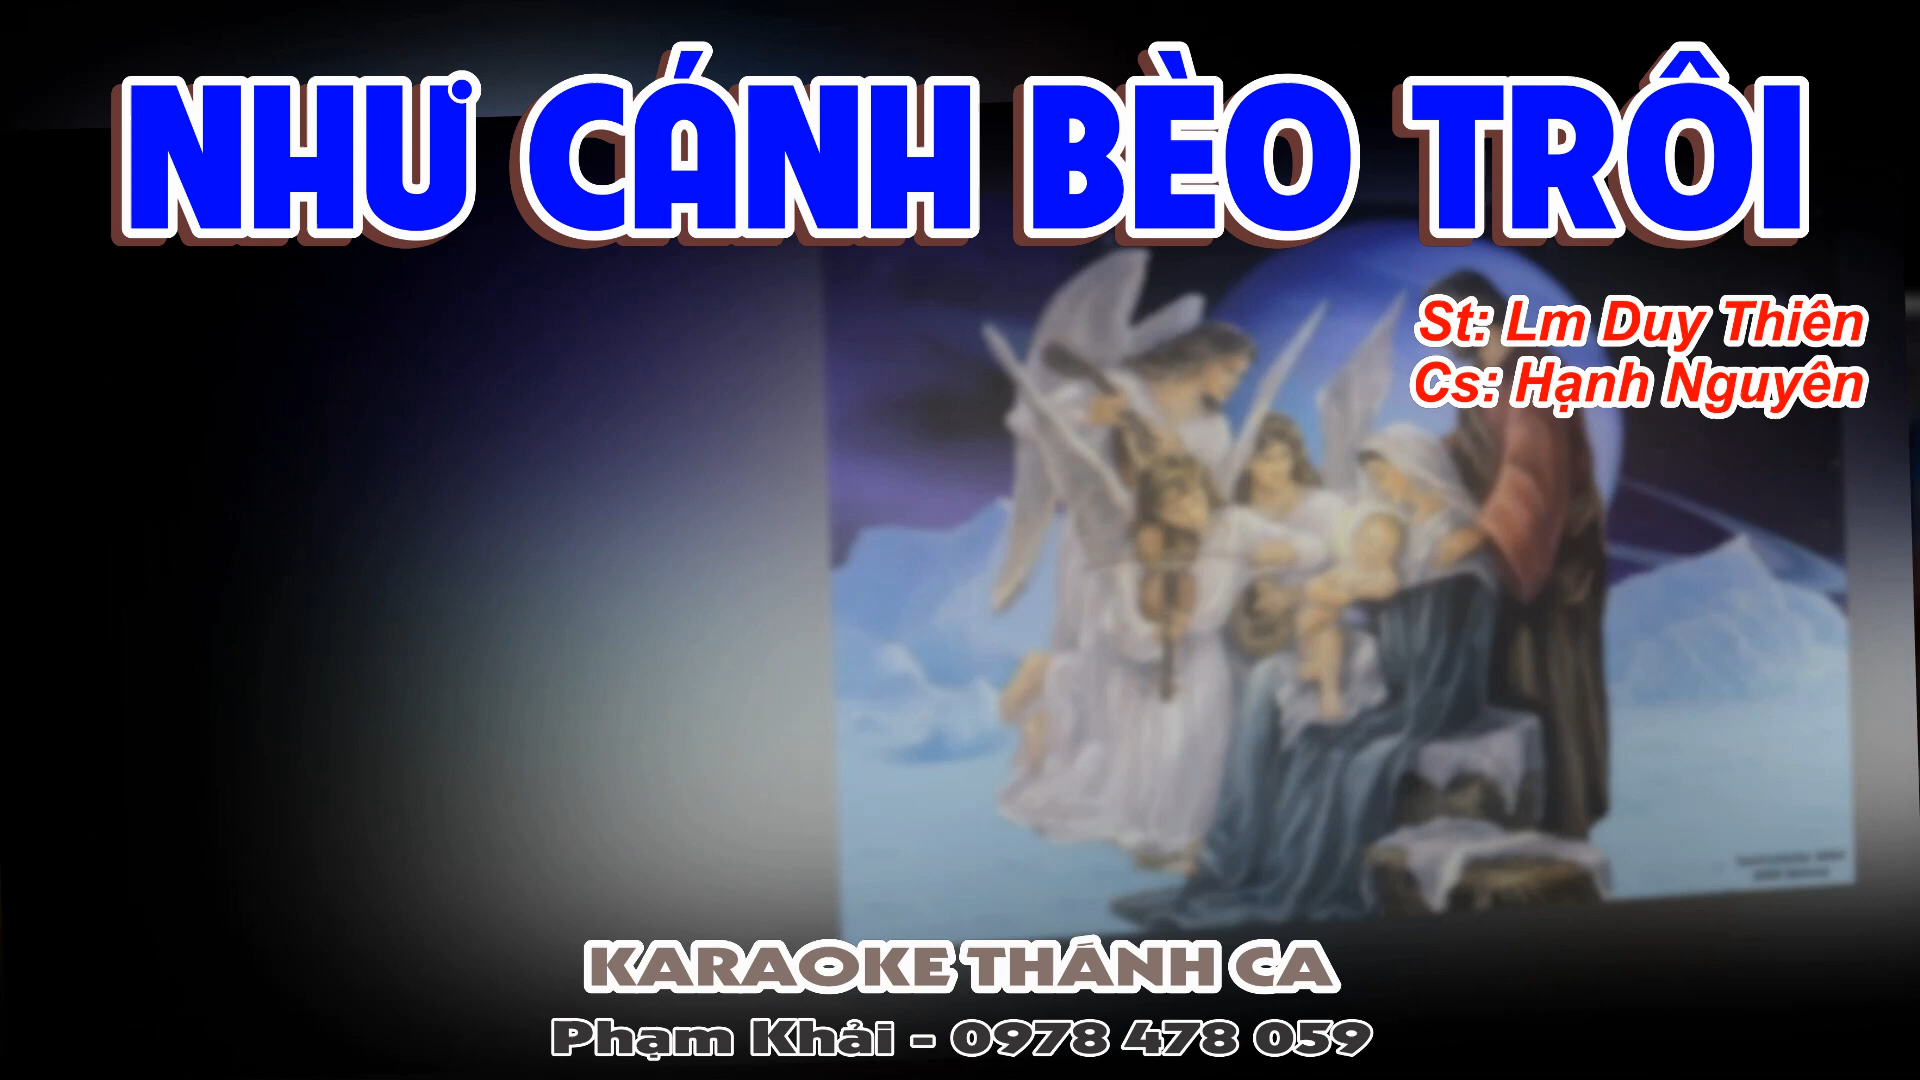 NHƯ CÁNH BÈO TRÔI
St: Lm Duy Thiên
Cs: Hạnh Nguyên
KARAOKE THÁNH CA
Phạm Khải - 0978 478 059